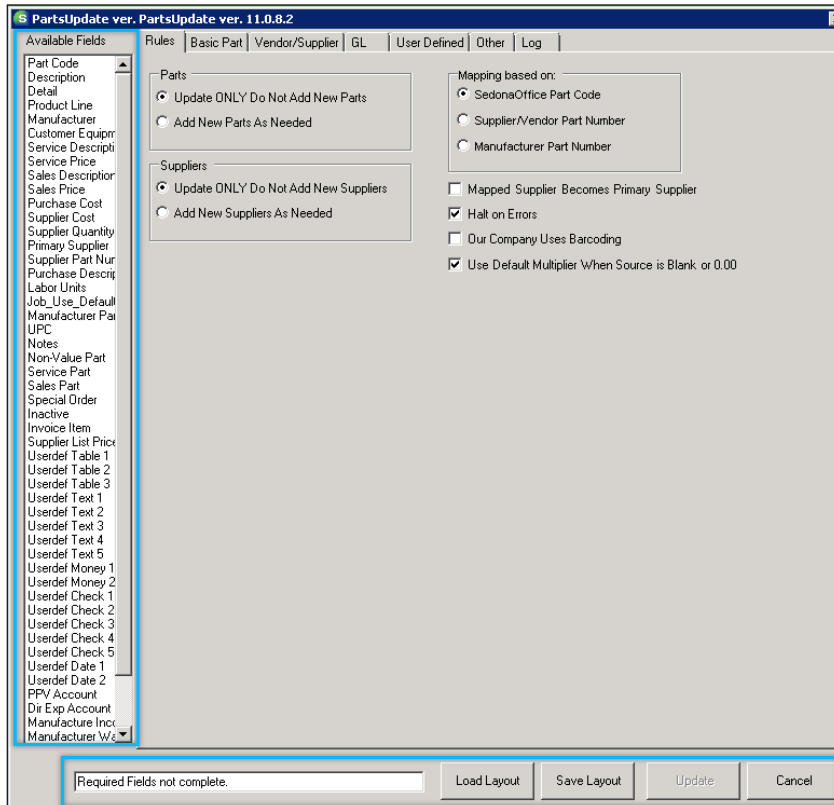 PartsUpdate ver. PartsUpdate ver. 11.0.8.2
Available Fields
Part Code
Description
Detail
Product Line
Manufacturer
Customer Equipm
Service Descripti
Service Price
Sales Description
Sales Price
Purchase Cost
Supplier Cost
Supplier Quantity
Primary Supplier
Supplier Part Nur
Purchase Descrip
Labor Units
Job_Use_Default
Manufacturer Par
UPC
Notes
Non-Value Part
Service Part
Sales Part
Special Order
Inactive
Invoice Item
Supplier List Price
Userdef Table 1
Userdef Table 2
Userdef Table 3
Userdef Text 1
Userdef Text 2
Userdef Text 3
Userdef Text 4
Userdef Text 5
Userdef Money 1
Userdef Money 2
Userdef Check 1
Userdef Check 2
Userdef Check 3
Userdef Check 4
Userdef Check 5
Userdef Date 1
Userdef Date 2
PPV Account
Dir Exp Account
Manufacture Inco
Manufacturer Wa
Rules Basic Part Vendor/Supplier GL User Defined Other Log
Parts
Update ONLY Do Not Add New Parts
Add New Parts As Needed
Suppliers
Update ONLY Do Not Add New Suppliers
Add New Suppliers As Needed
Mapping based on:
SedonaOffice Part Code
Supplier/Vendor Part Number
Manufacturer Part Number
Mapped Supplier Becomes Primary Supplier
Halt on Errors
Our Company Uses Barcoding
Use Default Multiplier When Source is Blank or 0.00
Required Fields not complete.
Load Layout
Save Layout
Update
Cancel